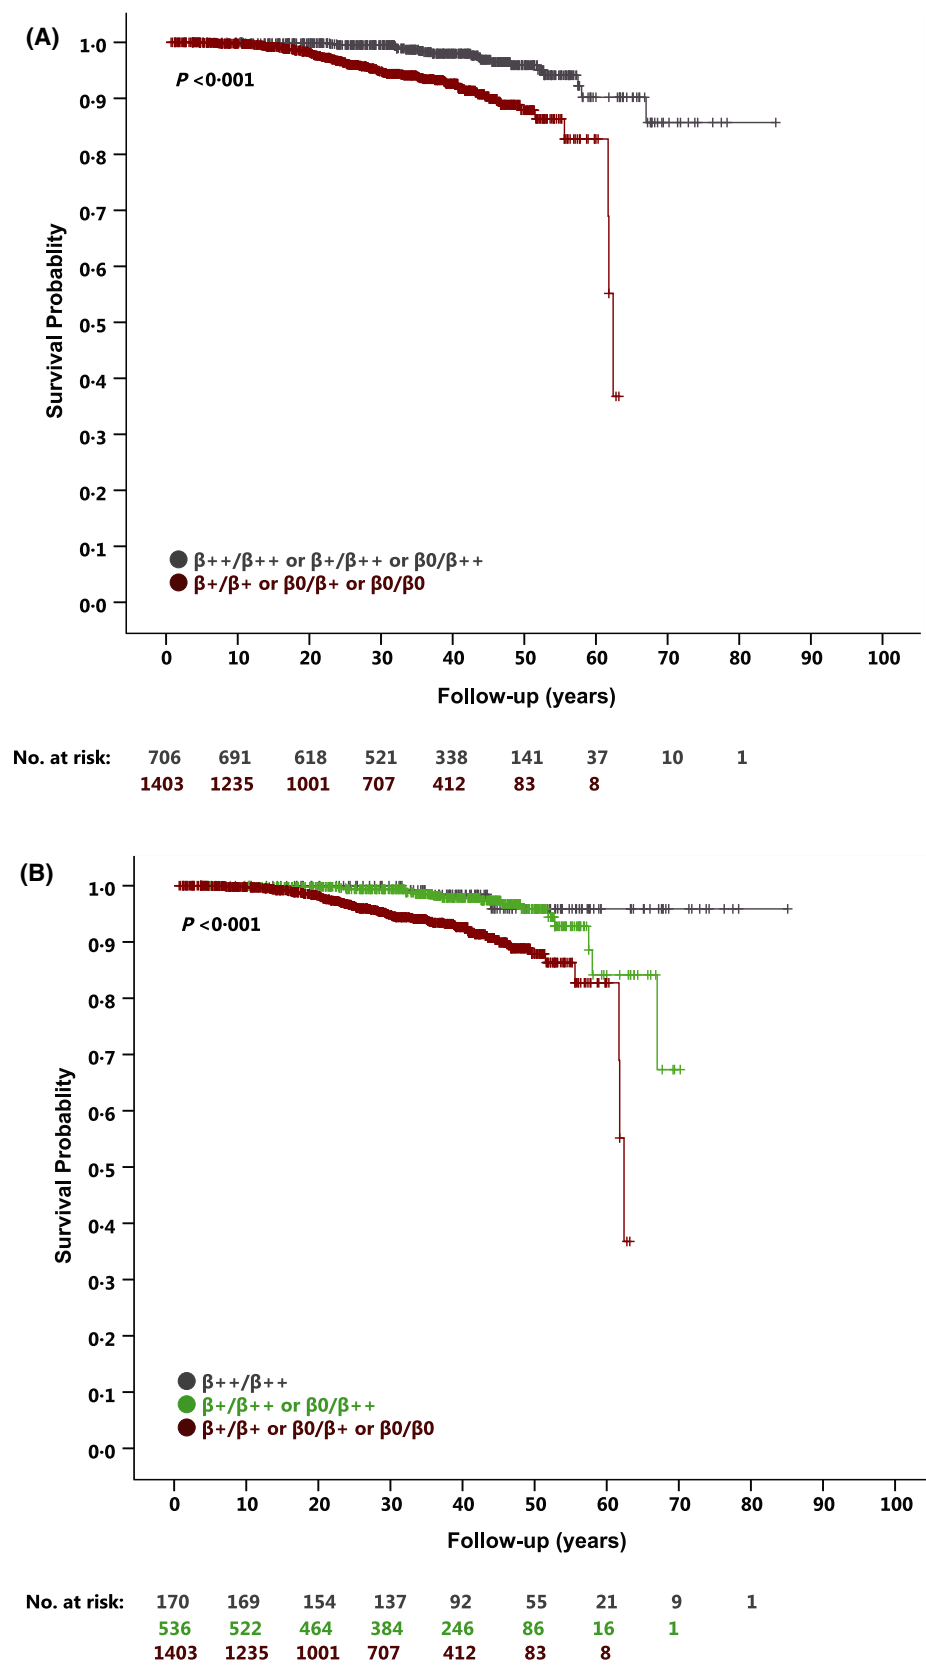 (A)
1·0
0·9
0·8
0·7
0·6
0·5
0·4
0·3
0·2
0·1
0·0
Survival Probablity
P <0·001
β++/β++ or β+/β++ or β0/β++
β+/β+ or β0/β+ or β0/β0
0 10 20 30 40 50 60 70 80 90 100
Follow-up (years)
No. at risk: 706 691 618 521 338 141 37 10 1
1403 1235 1001 707 412 83 8
(B)
1·0
0·9
0·8
0·7
0·6
0·5
0·4
0·3
0·2
0·1
0·0
Survival Probablity
P <0·001
β++/β++
β+/β++ or β0/β++
β+/β+ or β0/β+ or β0/β0
0 10 20 30 40 50 60 70 80 90 100
Follow-up (years)
No. at risk: 170 169 154 137 92 55 21 9 1
536 522 464 384 246 86 16 1
1403 1235 1001 707 412 83 8